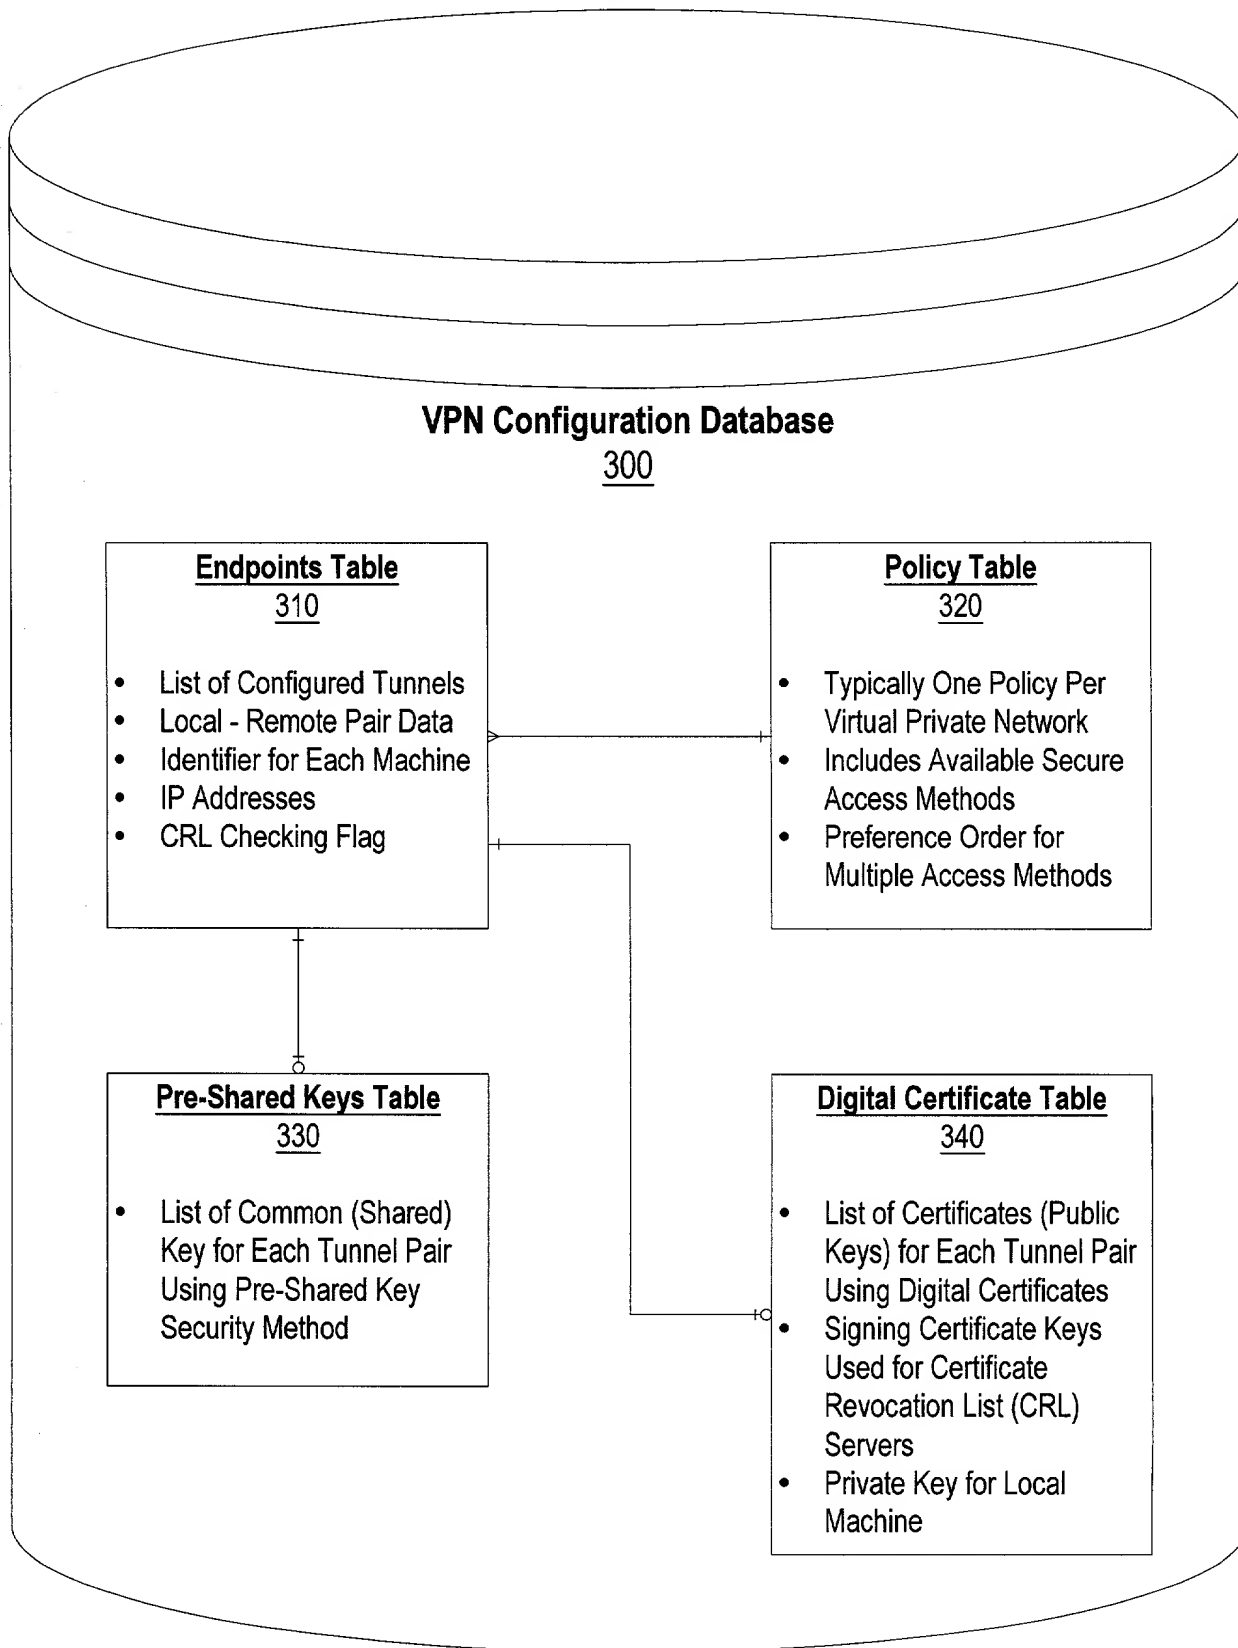 VPN Configuration Database
300
Endpoints Table
310
• List of Configured Tunnels
• Local - Remote Pair Data
• Identifier for Each Machine
• IP Addresses
• CRL Checking Flag
Policy Table
320
• Typically One Policy Per
Virtual Private Network
• Includes Available Secure
Access Methods
• Preference Order for
Multiple Access Methods
Pre-Shared Keys Table
330
• List of Common (Shared)
Key for Each Tunnel Pair
Using Pre-Shared Key
Security Method
Digital Certificate Table
340
• List of Certificates (Public
Keys) for Each Tunnel Pair
Using Digital Certificates
• Signing Certificate Keys
Used for Certificate
Revocation List (CRL)
Servers
• Private Key for Local
Machine